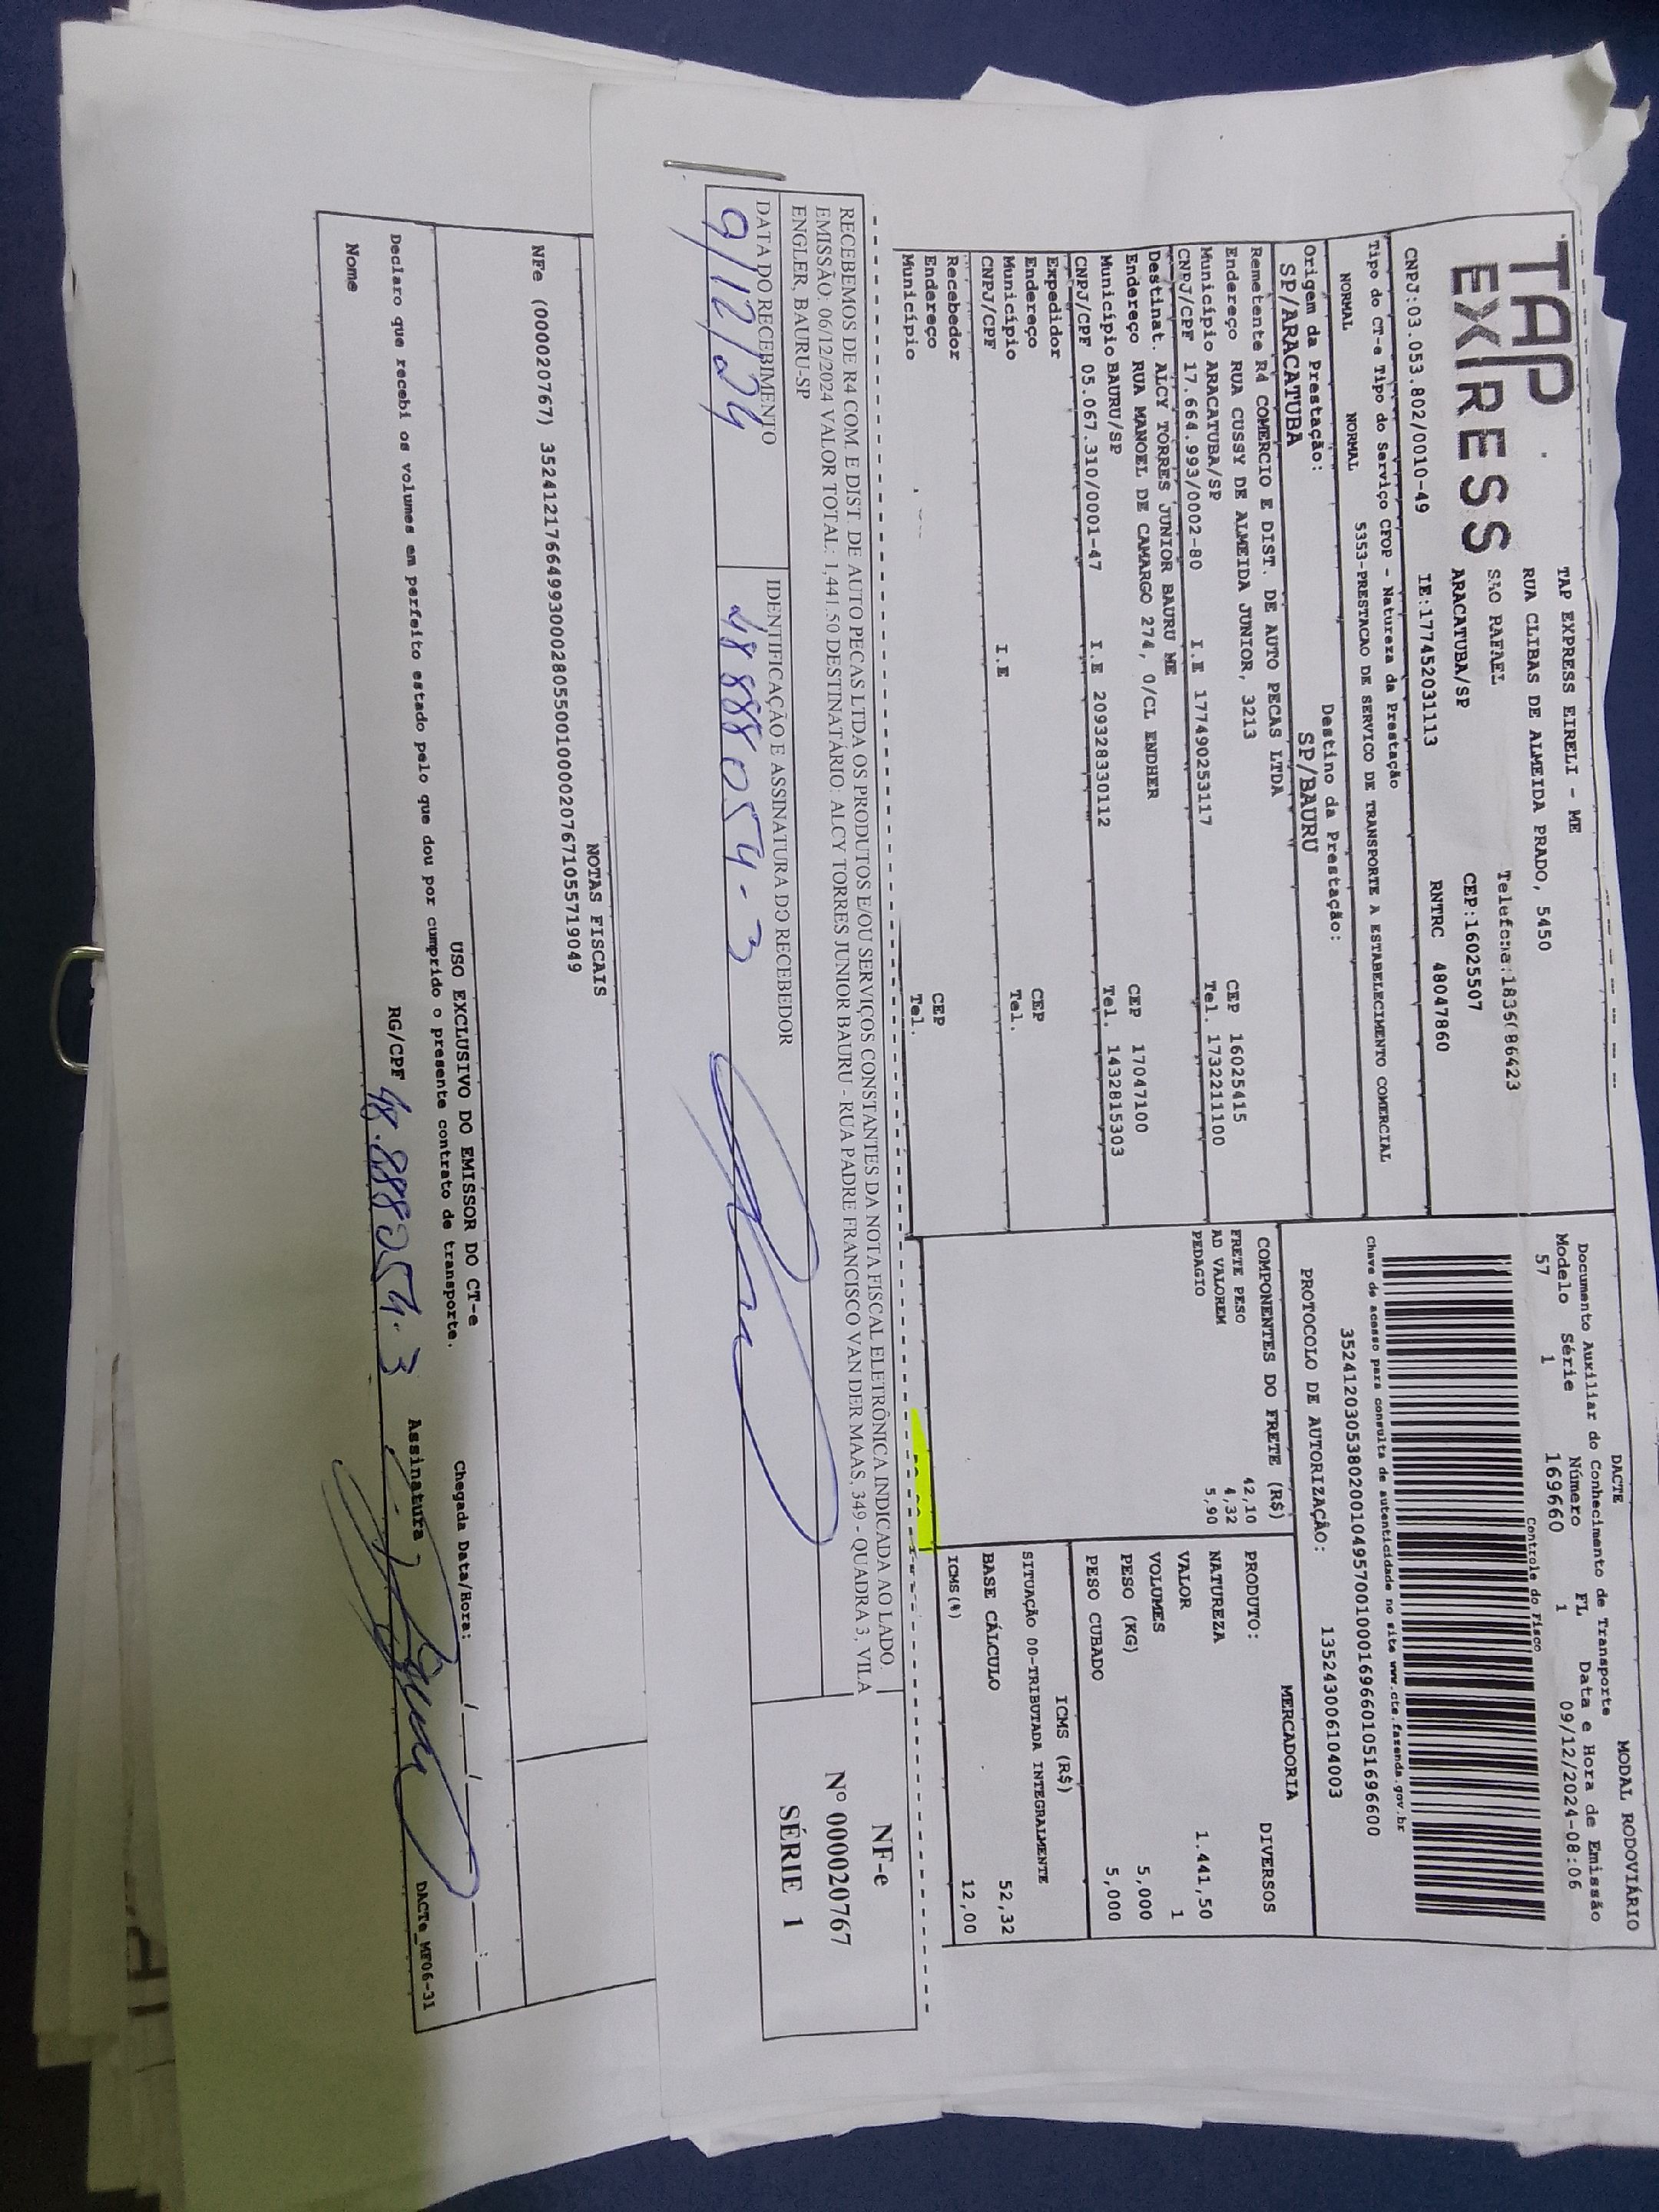 TAP
EXPRESS
TAP EXPRESS EIRELI - ME
RUA CLIBAS DE ALMEIDA PRADO, 5450
SÃO RAFAEL Telefone:
ARACATUBA/SP CEP:16025507
CNPJ:03.053.802/0010-49 IE:177452031113 RNTRC 48047860
Tipo do CT-e Tipo do Serviço CFOP - Natureza da Prestação
NORMAL NORMAL 5353-PRESTACAO DE SERVICO DE TRANSPORTE A ESTABELECIMENTO COMERCIAL
Origem da Prestação: Destino da Prestação:
SP/ARACATUBA SP/BAURU
Remetente R4 COMERCIO E DIST. DE AUTO PECAS LTDA
Endereço RUA CUSSY DE ALMEIDA JUNIOR, 3213 CEP 16025415
Município ARACATUBA/SP Tel. 1732211100
CNPJ/CPF 17.664.993/0002-80 I.E 177490253117
Destinat. ALCY TORRES JUNIOR BAURU ME
Endereço RUA MANOEL DE CAMARGO 274, 0/CL ENDHER CEP 17047100
Município BAURU/SP Tel. 1432815303
CNPJ/CPF 05.067.310/0001-47 I.E 209328330112
Expedidor
Endereço CEP
Município Tel.
CNPJ/CPF I.E
Recebedor
Endereço CEP
Município Tel.
DACTE MODAL RODOVIÁRIO
Documento Auxiliar do Conhecimento de Transporte
Modelo Série Número FL Data e Hora de Emissão
57 1 169660 1 09/12/2024-08:06
Controle do Fisco
Chave de acesso para consulta de autenticidade no site www.cte.fazenda.gov.br
35241203053802001049570010001696601051696600
PROTOCOLO DE AUTORIZAÇÃO: 135243006104003
COMPONENTES DO FRETE (R$)
FRETE PESO 42,10
AD VALOREM 4,32
PEDAGIO 5,90
MERCADORIA
PRODUTO: DIVERSOS
NATUREZA
VALOR 1.441,50
VOLUMES 1
PESO (KG) 5,000
PESO CUBADO 5,000
ICMS (R$)
SITUAÇÃO 00-TRIBUTADA INTEGRALMENTE
BASE CÁLCULO 52,32
ICMS(%) 12,00
RECEBEMOS DE R4 COM. E DIST. DE AUTO PECAS LTDA OS PRODUTOS E/OU SERVIÇOS CONSTANTES DA NOTA FISCAL ELETRÔNICA INDICADA AO LADO.
EMISSÃO: 06/12/2024 VALOR TOTAL: 1,441.50 DESTINATÁRIO: ALCY TORRES JUNIOR BAURU - RUA PADRE FRANCISCO VAN DER MAAS, 349 - QUADRA 3, VILA
ENGLER, BAURU-SP
DATA DO RECEBIMENTO IDENTIFICAÇÃO E ASSINATURA DO RECEBEDOR
9/12/24 48888054-3
NF-e
Nº 000020767
SÉRIE 1
NOTAS FISCAIS
NFe (000020767) 35241217664993000280550010000207671055719049
USO EXCLUSIVO DO EMISSOR DO CT-e
Declaro que recebi os volumes em perfeito estado pelo que dou por cumprido o presente contrato de transporte. Chegada Data/Hora: ___/___/___ ___:___
Nome RG/CPF 48.888054-3 Assinatura
DACTe_MF06-31